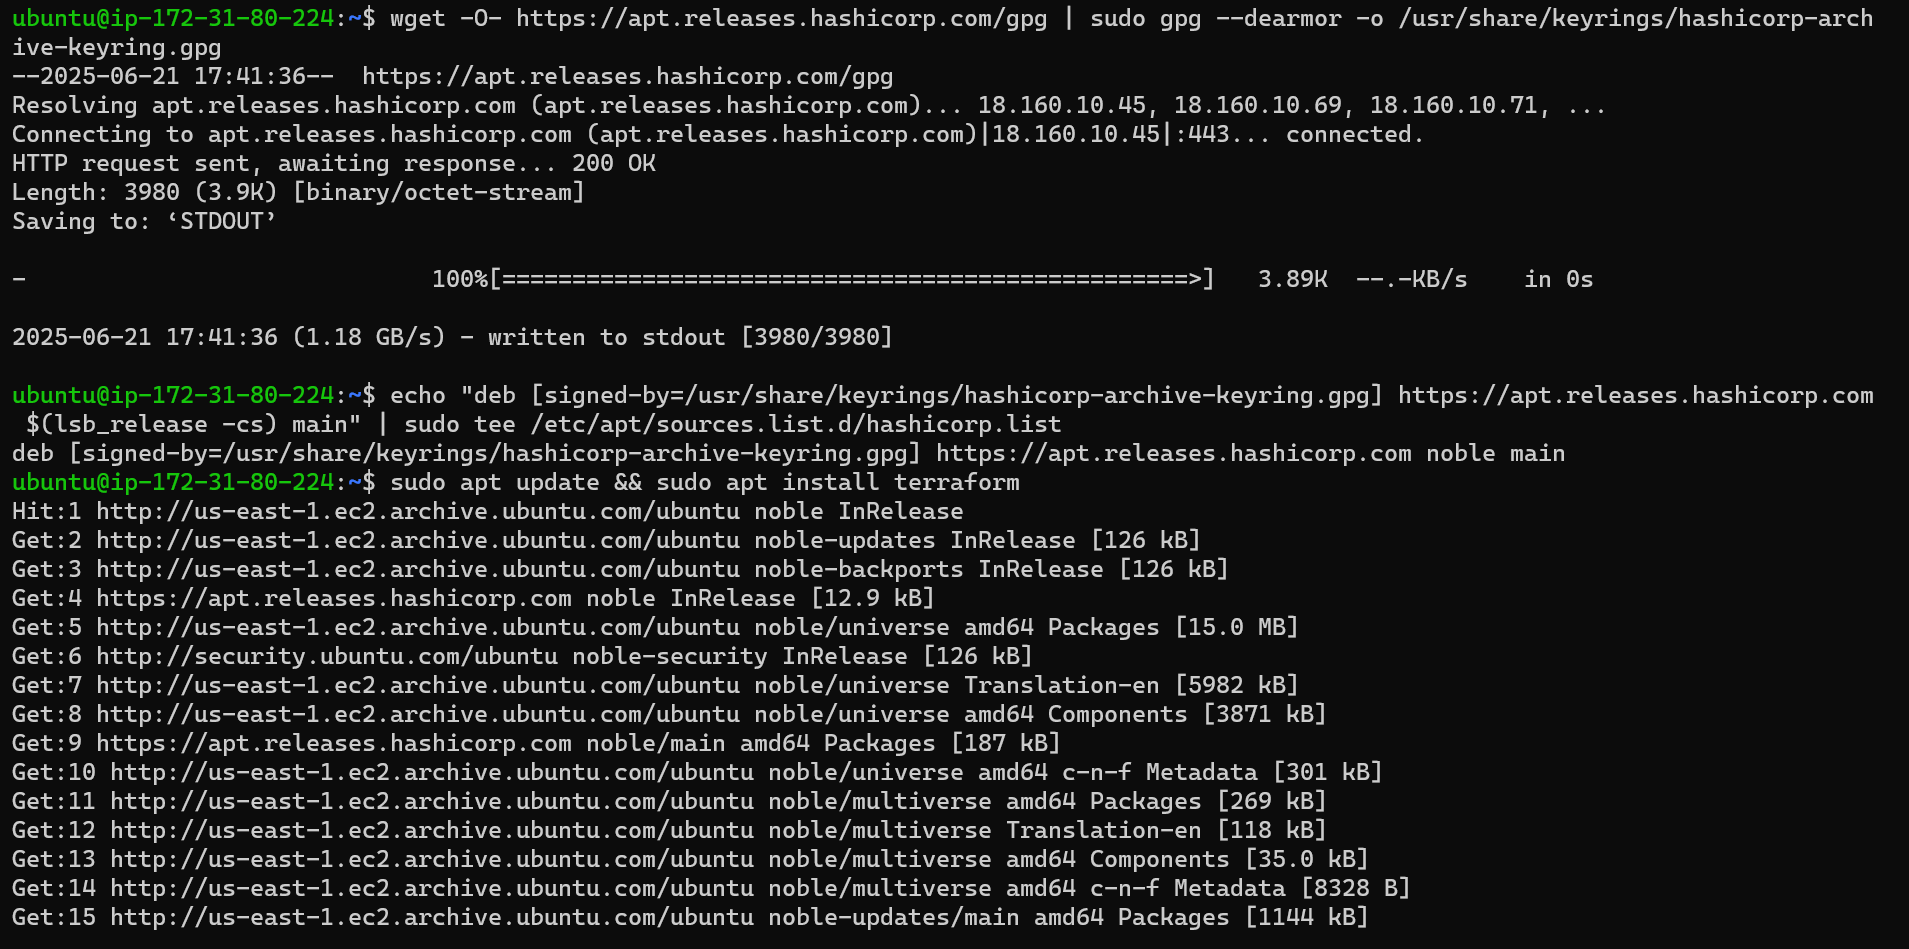 ubuntu@ip-172-31-80-224:~$ wget -O- https://apt.releases.hashicorp.com/gpg | sudo gpg --dearmor -o /usr/share/keyrings/hashicorp-arch
ive-keyring.gpg
--2025-06-21 17:41:36--  https://apt.releases.hashicorp.com/gpg
Resolving apt.releases.hashicorp.com (apt.releases.hashicorp.com)... 18.160.10.45, 18.160.10.69, 18.160.10.71, ...
Connecting to apt.releases.hashicorp.com (apt.releases.hashicorp.com)|18.160.10.45|:443... connected.
HTTP request sent, awaiting response... 200 OK
Length: 3980 (3.9K) [binary/octet-stream]
Saving to: ‘STDOUT’
-                             100%[=================================================>]   3.89K  --.-KB/s    in 0s
2025-06-21 17:41:36 (1.18 GB/s) - written to stdout [3980/3980]
ubuntu@ip-172-31-80-224:~$ echo "deb [signed-by=/usr/share/keyrings/hashicorp-archive-keyring.gpg] https://apt.releases.hashicorp.com
 $(lsb_release -cs) main" | sudo tee /etc/apt/sources.list.d/hashicorp.list
deb [signed-by=/usr/share/keyrings/hashicorp-archive-keyring.gpg] https://apt.releases.hashicorp.com noble main
ubuntu@ip-172-31-80-224:~$ sudo apt update && sudo apt install terraform
Hit:1 http://us-east-1.ec2.archive.ubuntu.com/ubuntu noble InRelease
Get:2 http://us-east-1.ec2.archive.ubuntu.com/ubuntu noble-updates InRelease [126 kB]
Get:3 http://us-east-1.ec2.archive.ubuntu.com/ubuntu noble-backports InRelease [126 kB]
Get:4 https://apt.releases.hashicorp.com noble InRelease [12.9 kB]
Get:5 http://us-east-1.ec2.archive.ubuntu.com/ubuntu noble/universe amd64 Packages [15.0 MB]
Get:6 http://security.ubuntu.com/ubuntu noble-security InRelease [126 kB]
Get:7 http://us-east-1.ec2.archive.ubuntu.com/ubuntu noble/universe Translation-en [5982 kB]
Get:8 http://us-east-1.ec2.archive.ubuntu.com/ubuntu noble/universe amd64 Components [3871 kB]
Get:9 https://apt.releases.hashicorp.com noble/main amd64 Packages [187 kB]
Get:10 http://us-east-1.ec2.archive.ubuntu.com/ubuntu noble/universe amd64 c-n-f Metadata [301 kB]
Get:11 http://us-east-1.ec2.archive.ubuntu.com/ubuntu noble/multiverse amd64 Packages [269 kB]
Get:12 http://us-east-1.ec2.archive.ubuntu.com/ubuntu noble/multiverse Translation-en [118 kB]
Get:13 http://us-east-1.ec2.archive.ubuntu.com/ubuntu noble/multiverse amd64 Components [35.0 kB]
Get:14 http://us-east-1.ec2.archive.ubuntu.com/ubuntu noble/multiverse amd64 c-n-f Metadata [8328 B]
Get:15 http://us-east-1.ec2.archive.ubuntu.com/ubuntu noble-updates/main amd64 Packages [1144 kB]